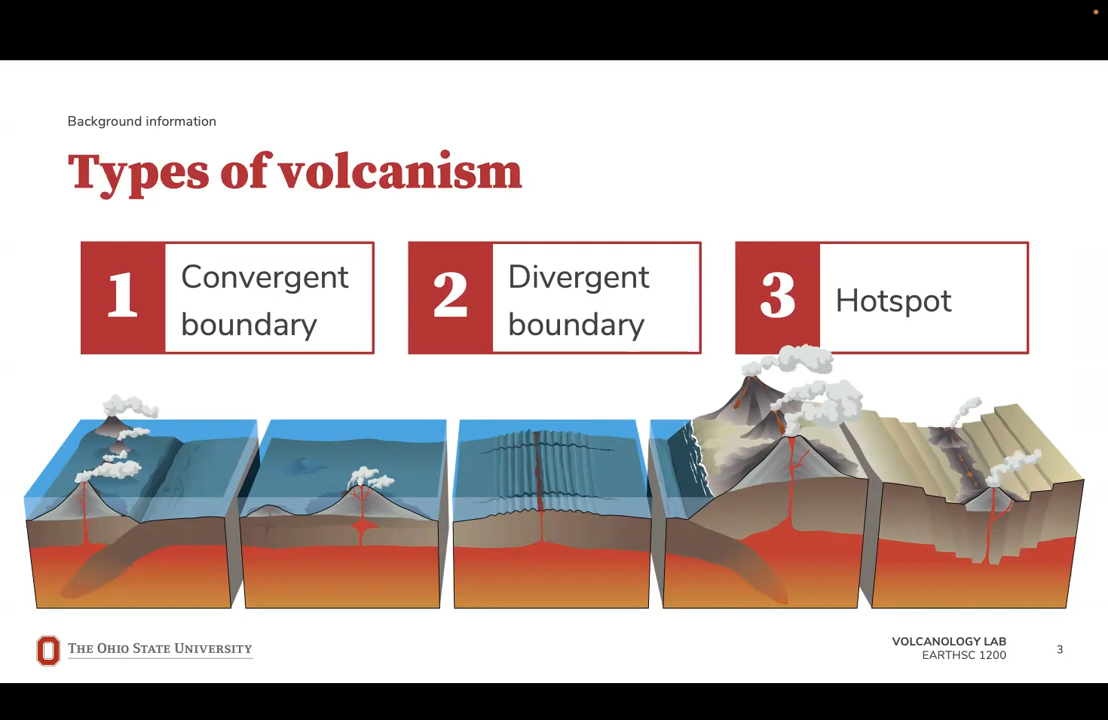 Background information
Types of volcanism
1
Convergent
boundary
2
Divergent
boundary
3
Hotspot
THE OHIO STATE UNIVERSITY
VOLCANOLOGY LAB
EARTHSC 1200
3